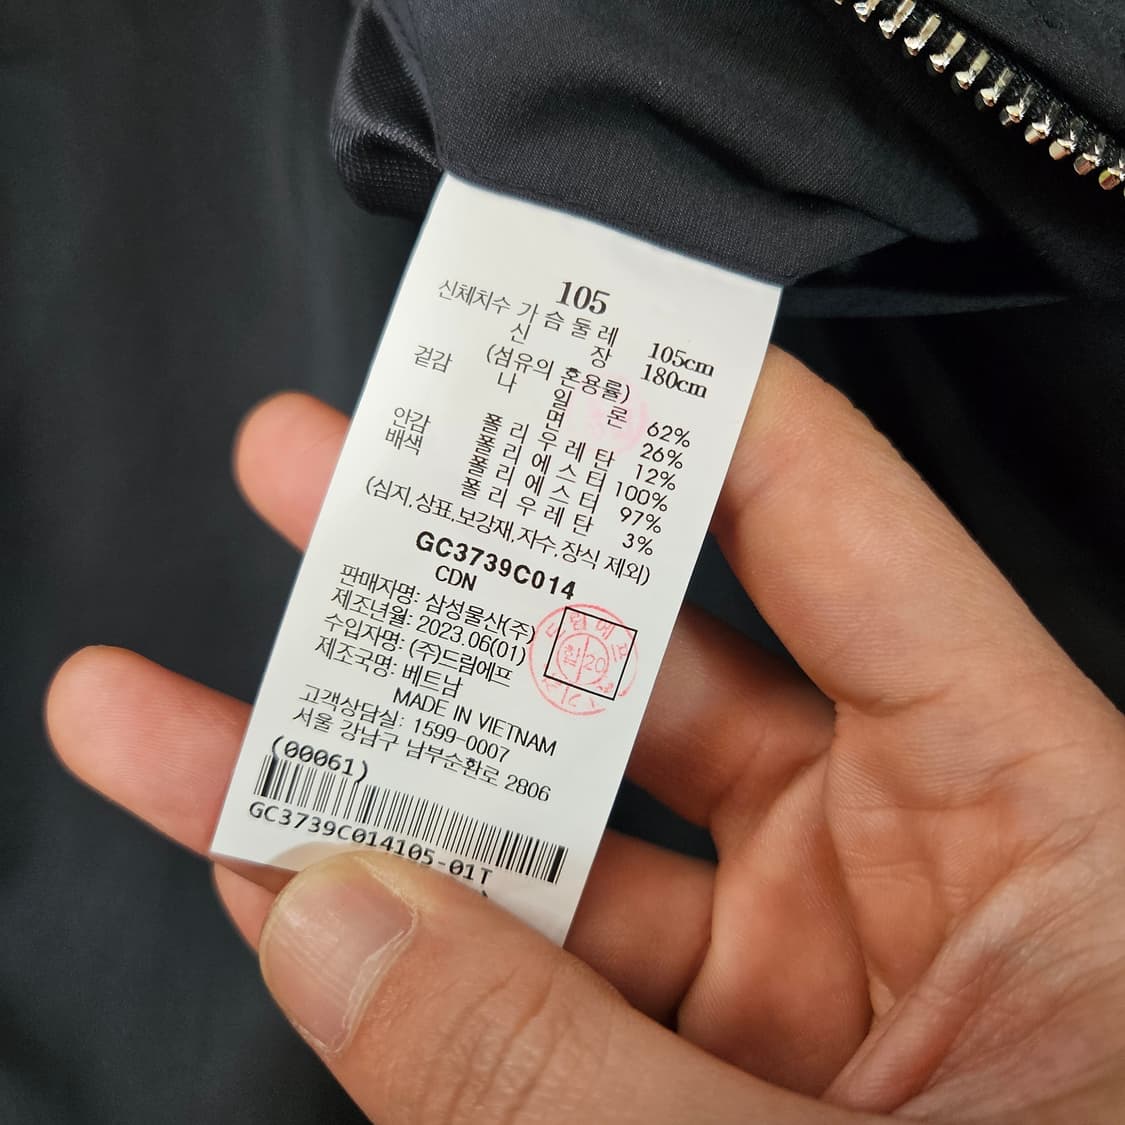 105
신체치수 가슴둘레 105cm
신장 180cm
(섬유의 혼용률)
겉감 나일론 62%
면 26%
폴리우레탄 12%
안감 폴리에스터 100%
배색 폴리에스터 97%
폴리우레탄 3%
(심지,상표,보강재,자수,장식 제외)
GC3739C014
CDN
판매자명: 삼성물산(주)
제조년월: 2023.06(01)
수입자명: (주)드림에프
제조국명: 베트남
MADE IN VIETNAM
고객상담실: 1599-0007
서울 강남구 남부순환로 2806
(00061)
GC3739C014105-01T
20